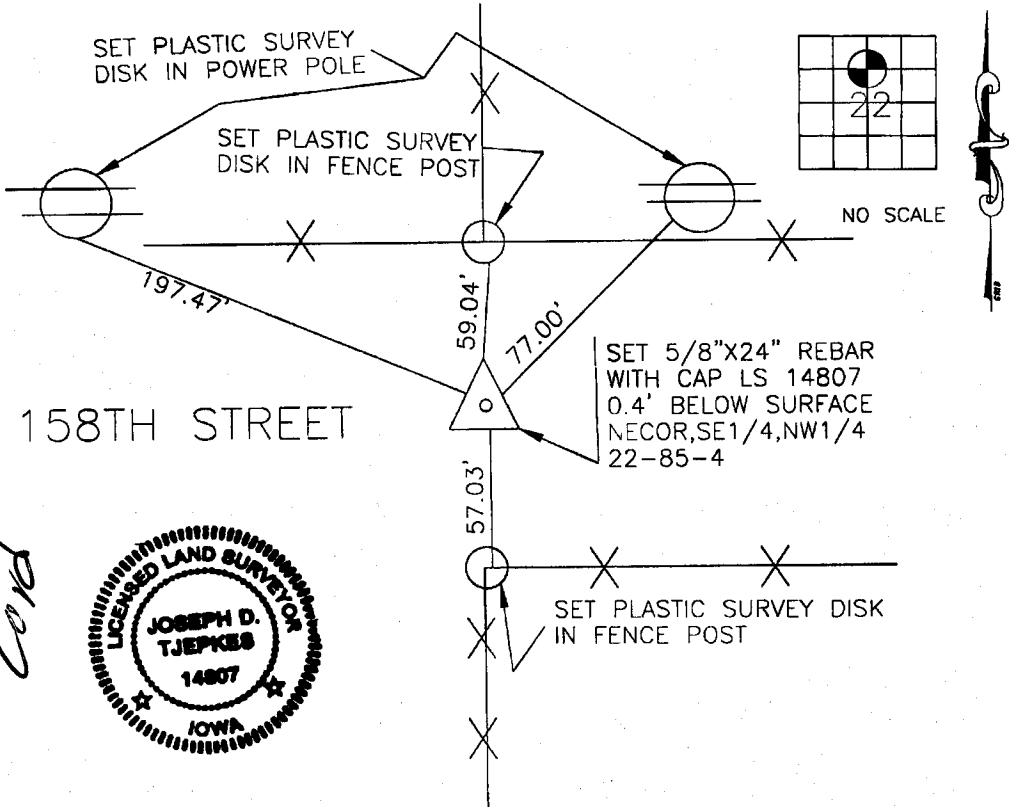 SET PLASTIC SURVEY
DISK IN POWER POLE
SET PLASTIC SURVEY
DISK IN FENCE POST
22
NO SCALE
197.47'
59.04'
77.00'
SET 5/8"X24" REBAR
WITH CAP LS 14807
0.4' BELOW SURFACE
NECOR,SE1/4,NW1/4
22-85-4
158TH STREET
57.03'
SET PLASTIC SURVEY DISK
IN FENCE POST
LICENSED LAND SURVEYOR
JOSEPH D.
TJEPKES
14807
IOWA